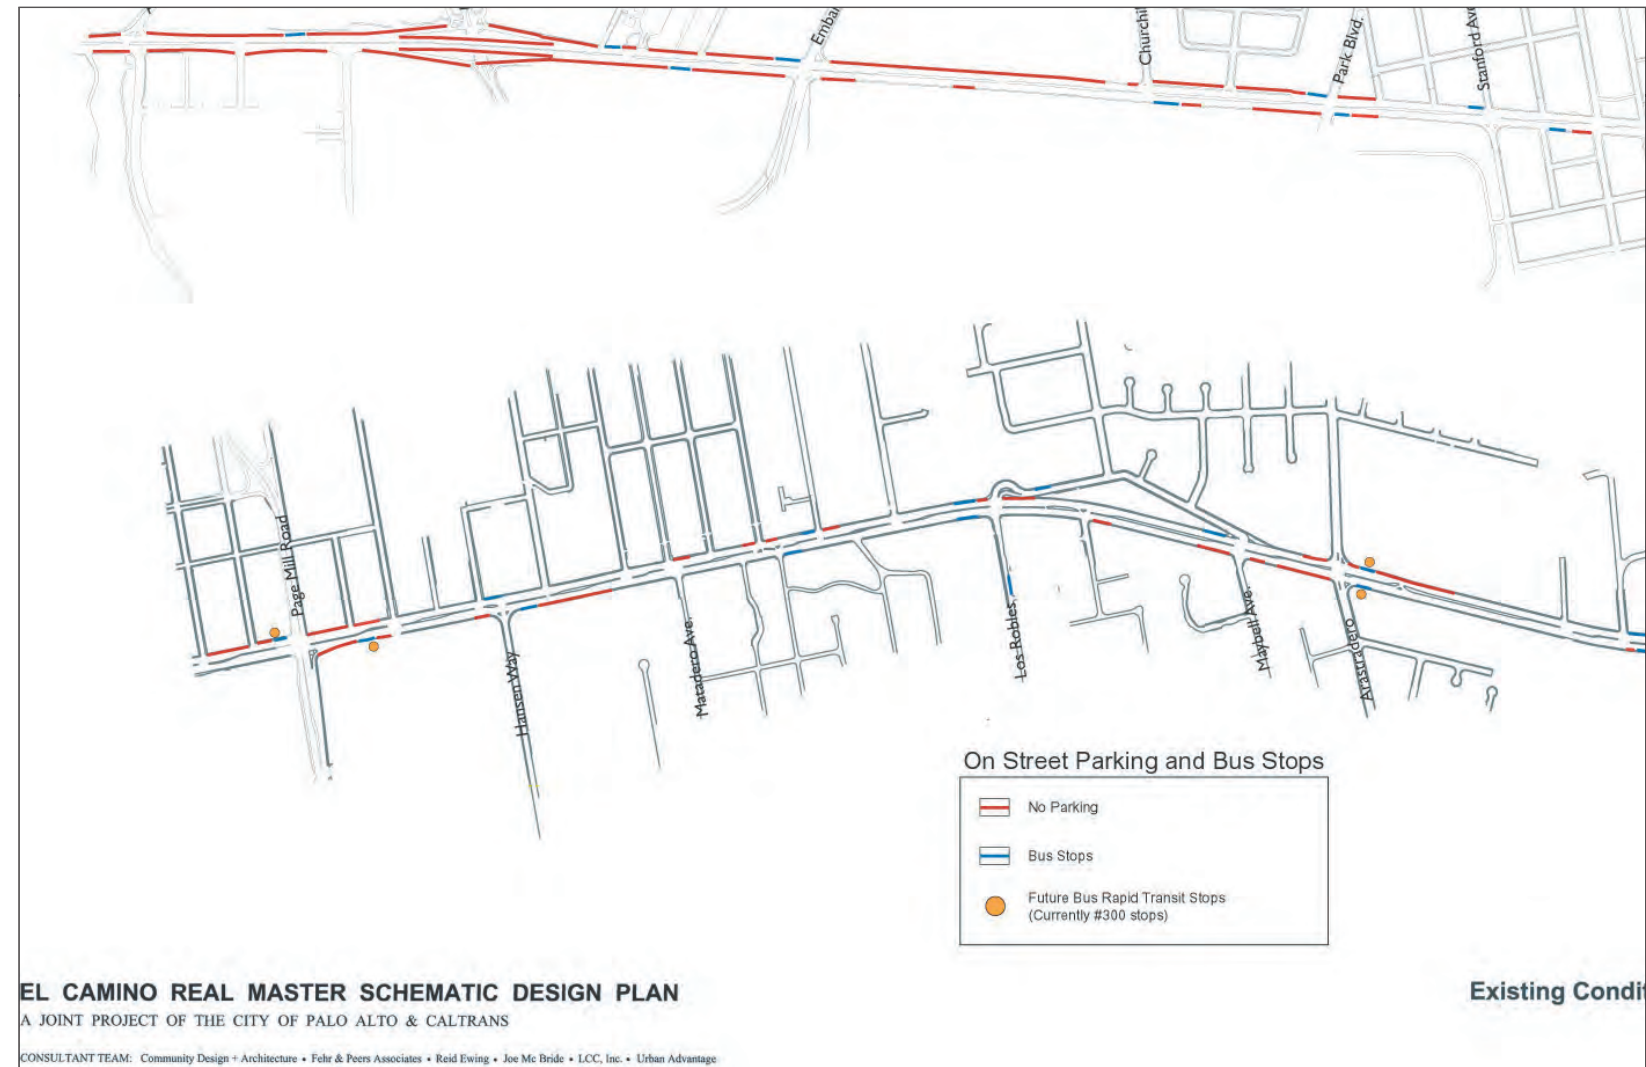 Embar
Churchil
Park Blvd.
Stanford Ave
Page Mill Road
Hansen Way
Matadero Ave.
Los Robles
Maybell Ave.
Arastradero
On Street Parking and Bus Stops
No Parking
Bus Stops
Future Bus Rapid Transit Stops
(Currently #300 stops)
EL CAMINO REAL MASTER SCHEMATIC DESIGN PLAN
Existing Condit
A JOINT PROJECT OF THE CITY OF PALO ALTO & CALTRANS
CONSULTANT TEAM: Community Design + Architecture • Fehr & Peers Associates • Reid Ewing • Joe Mc Bride • LCC, Inc. • Urban Advantage